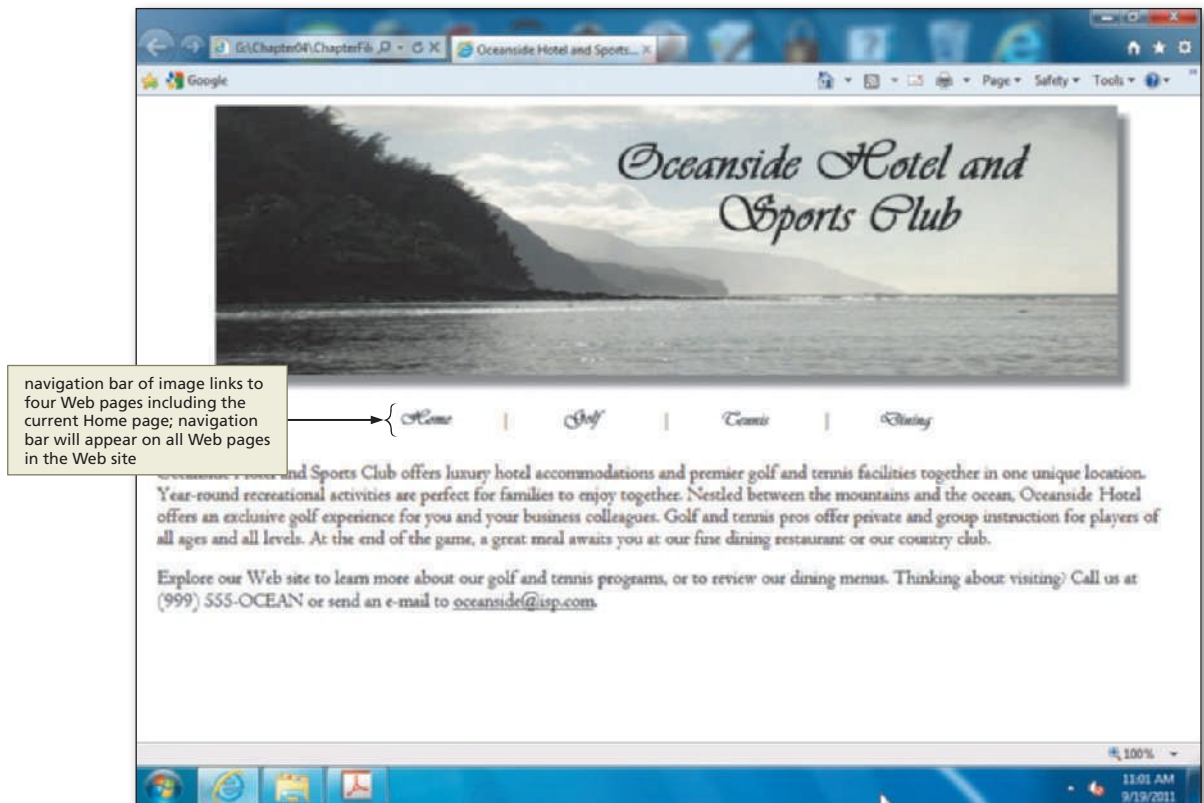 G:\Chapter04\ChapterFil
Oceanside Hotel and Sports...
Google
Page Safety Tools
Oceanside Hotel and
Sports Club
navigation bar of image links to
four Web pages including the
current Home page; navigation
bar will appear on all Web pages
in the Web site
Home | Golf | Tennis | Dining
Oceanside Hotel and Sports Club offers luxury hotel accommodations and premier golf and tennis facilities together in one unique location.
Year-round recreational activities are perfect for families to enjoy together. Nestled between the mountains and the ocean, Oceanside Hotel
offers an exclusive golf experience for you and your business colleagues. Golf and tennis pros offer private and group instruction for players of
all ages and all levels. At the end of the game, a great meal awaits you at our fine dining restaurant or our country club.
Explore our Web site to learn more about our golf and tennis programs, or to review our dining menus. Thinking about visiting? Call us at
(999) 555-OCEAN or send an e-mail to oceanside@isp.com.
100%
11:01 AM
9/19/2011